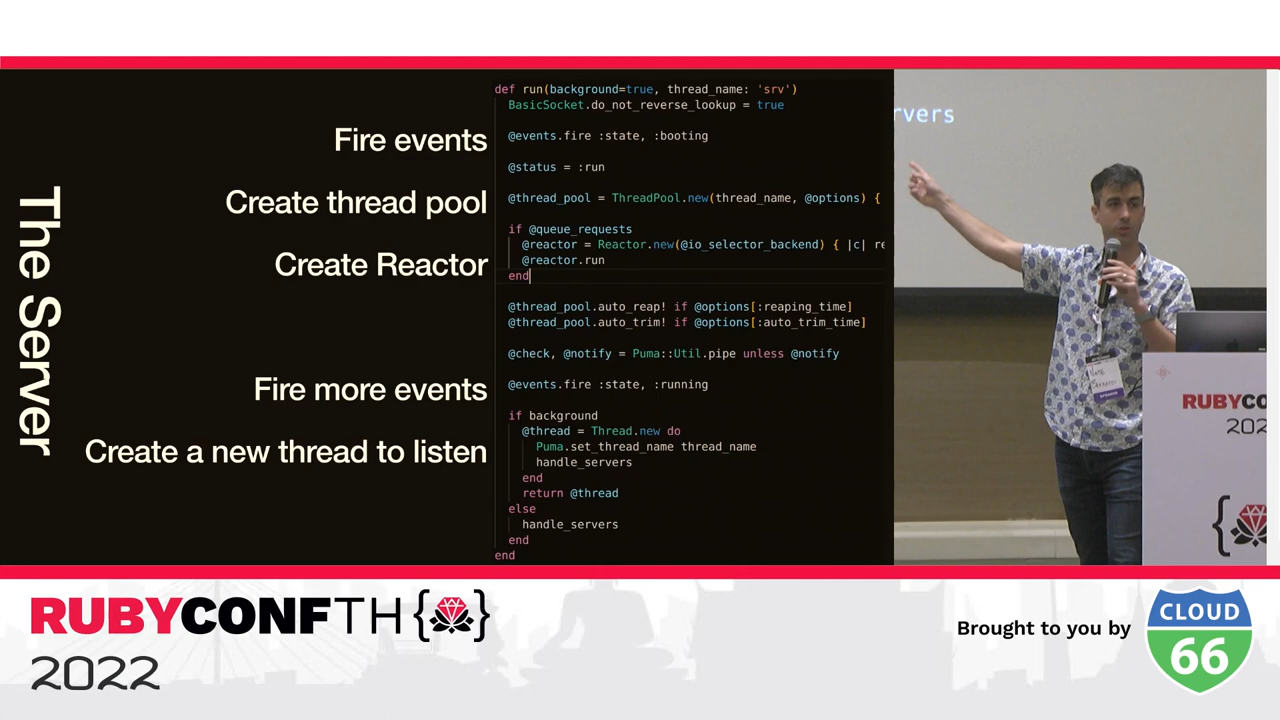 The Server
Fire events
Create thread pool
Create Reactor
Fire more events
Create a new thread to listen
def run(background=true, thread_name: 'srv')
BasicSocket.do_not_reverse_lookup = true
@events.fire :state, :booting
@status = :run
@thread_pool = ThreadPool.new(thread_name, @options) {
if @queue_requests
@reactor = Reactor.new(@io_selector_backend) { |c| re
@reactor.run
end
@thread_pool.auto_reap! if @options[:reaping_time]
@thread_pool.auto_trim! if @options[:auto_trim_time]
@check, @notify = Puma::Util.pipe unless @notify
@events.fire :state, :running
if background
@thread = Thread.new do
Puma.set_thread_name thread_name
handle_servers
end
return @thread
else
handle_servers
end
end
rvers
SPEAKER
RUBYCO
202
{
RUBYCONFTH{}
2022
Brought to you by
CLOUD
66